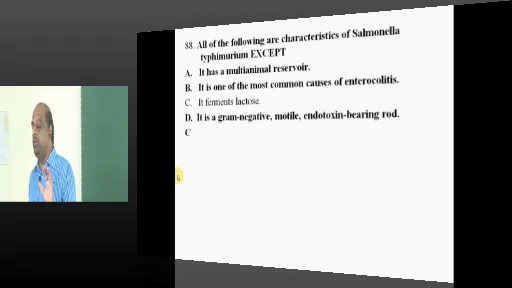 88. All of the following are characteristics of Salmonella
typhimurium EXCEPT
A. It has a multianimal reservoir.
B. It is one of the most common causes of enterocolitis.
C. It ferments lactose.
D. It is a gram-negative, motile, endotoxin-bearing rod.
C